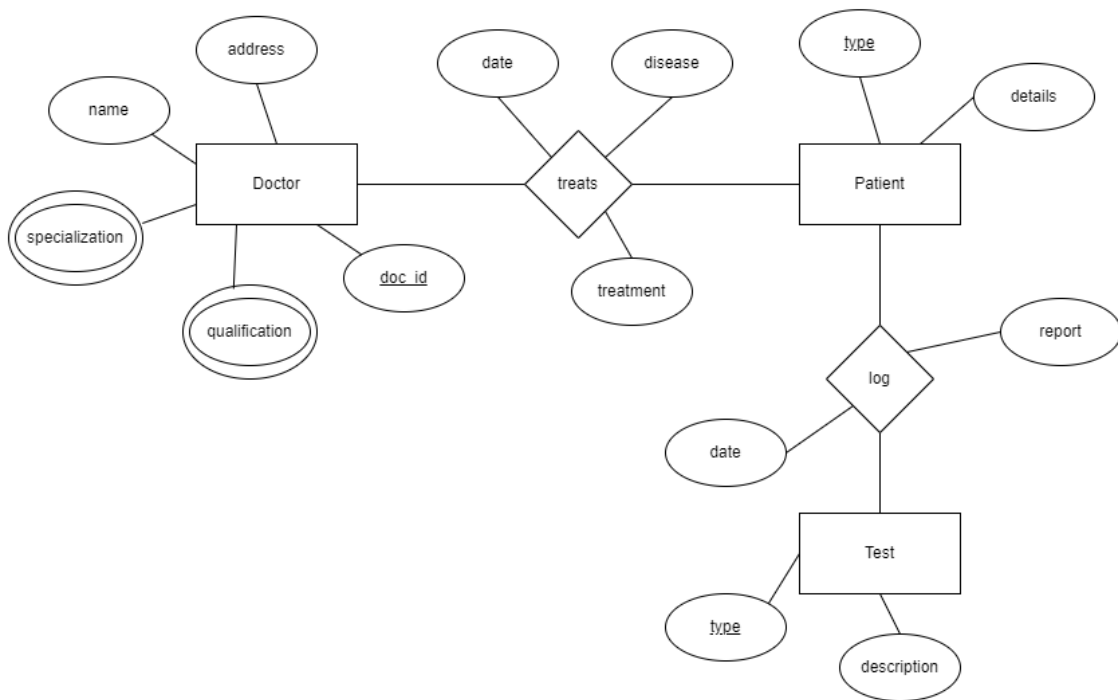 address
date
disease
type
details
name
Doctor
treats
Patient
specialization
doc_id
treatment
qualification
report
log
date
Test
type
description